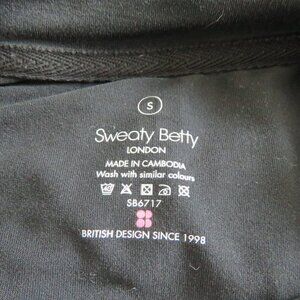 S
Sweaty Betty
LONDON
MADE IN CAMBODIA
Wash with similar colours
SB6717
BRITISH DESIGN SINCE 1998